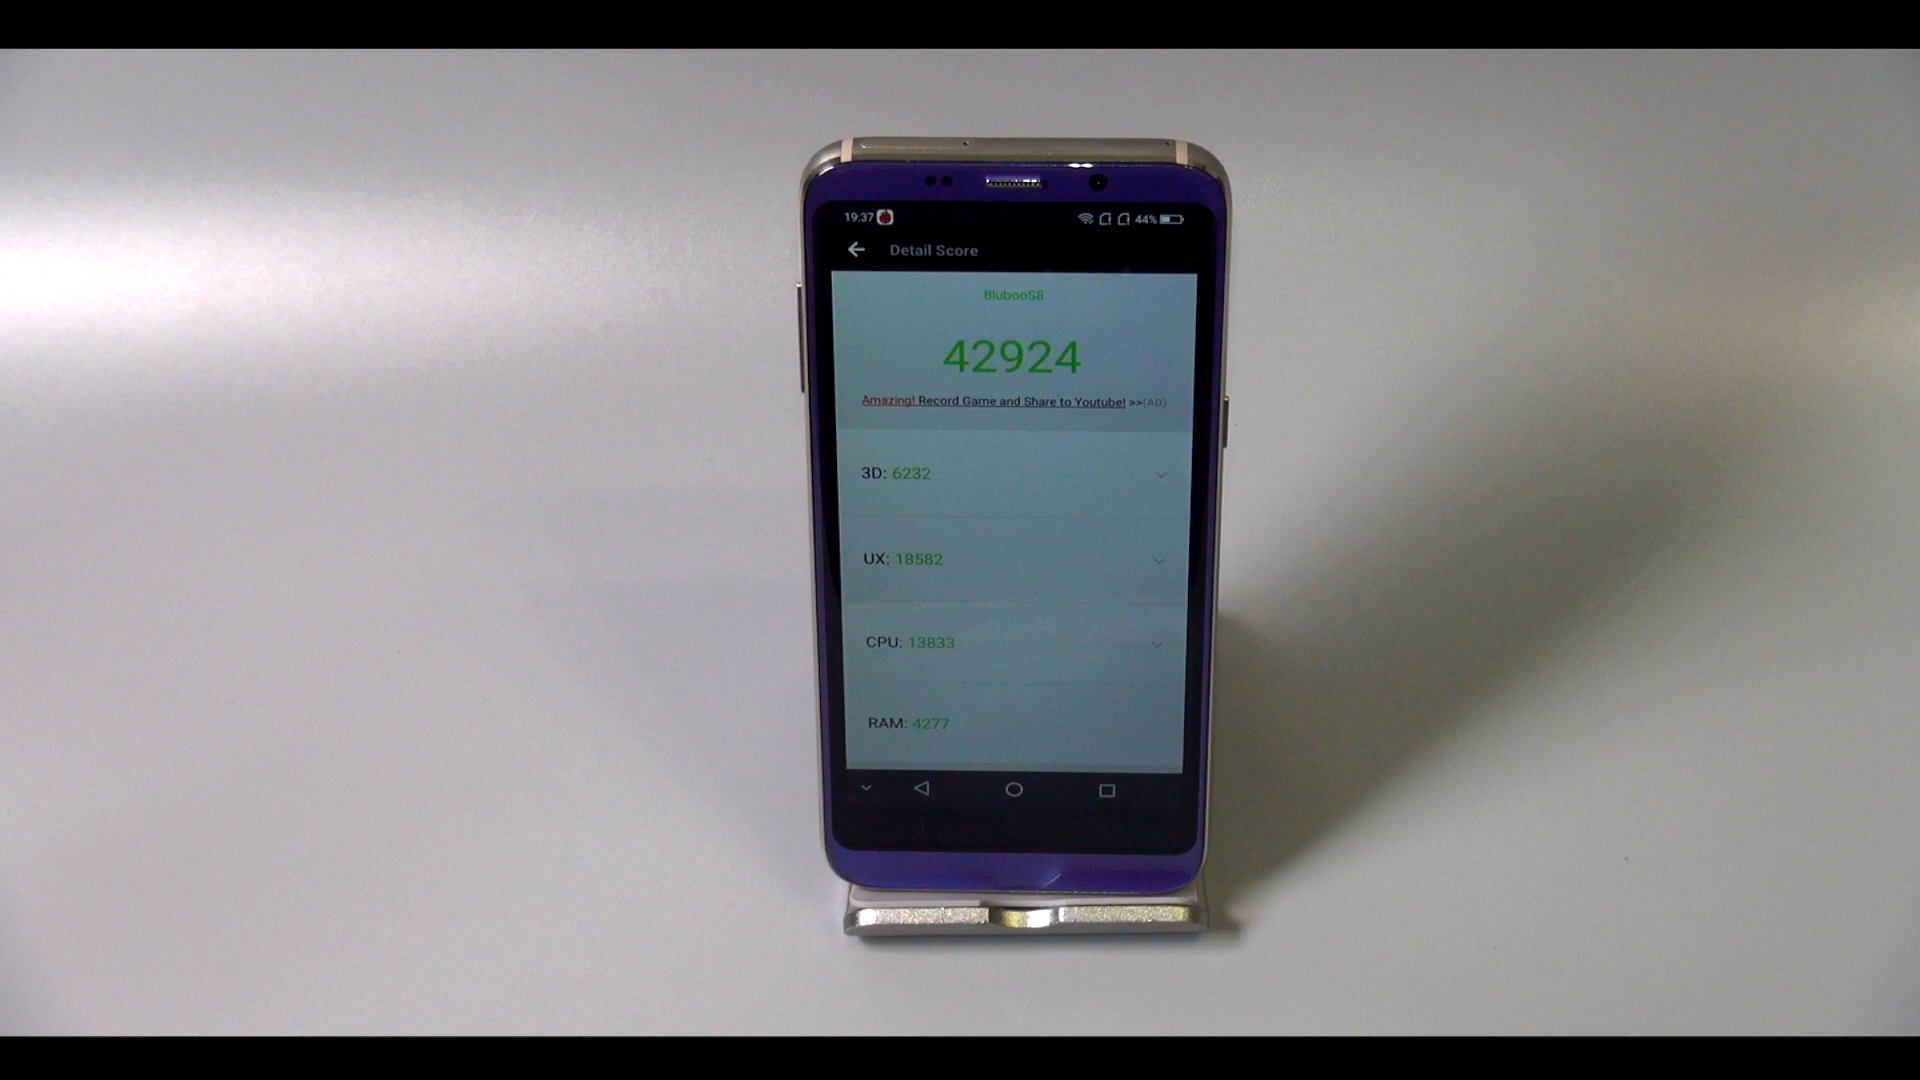 19:37 44%
Detail Score
BlubooS8
42924
Amazing! Record Game and Share to Youtube! >>(AD)
3D: 6232
UX: 18582
CPU: 13833
RAM: 4277